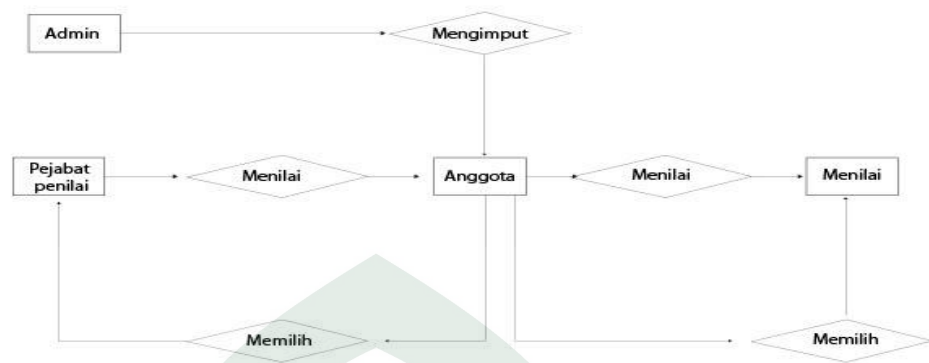 Admin
Mengimput
Pejabat
penilai
Menilai
Anggota
Menilai
Menilai
Memilih
Memilih